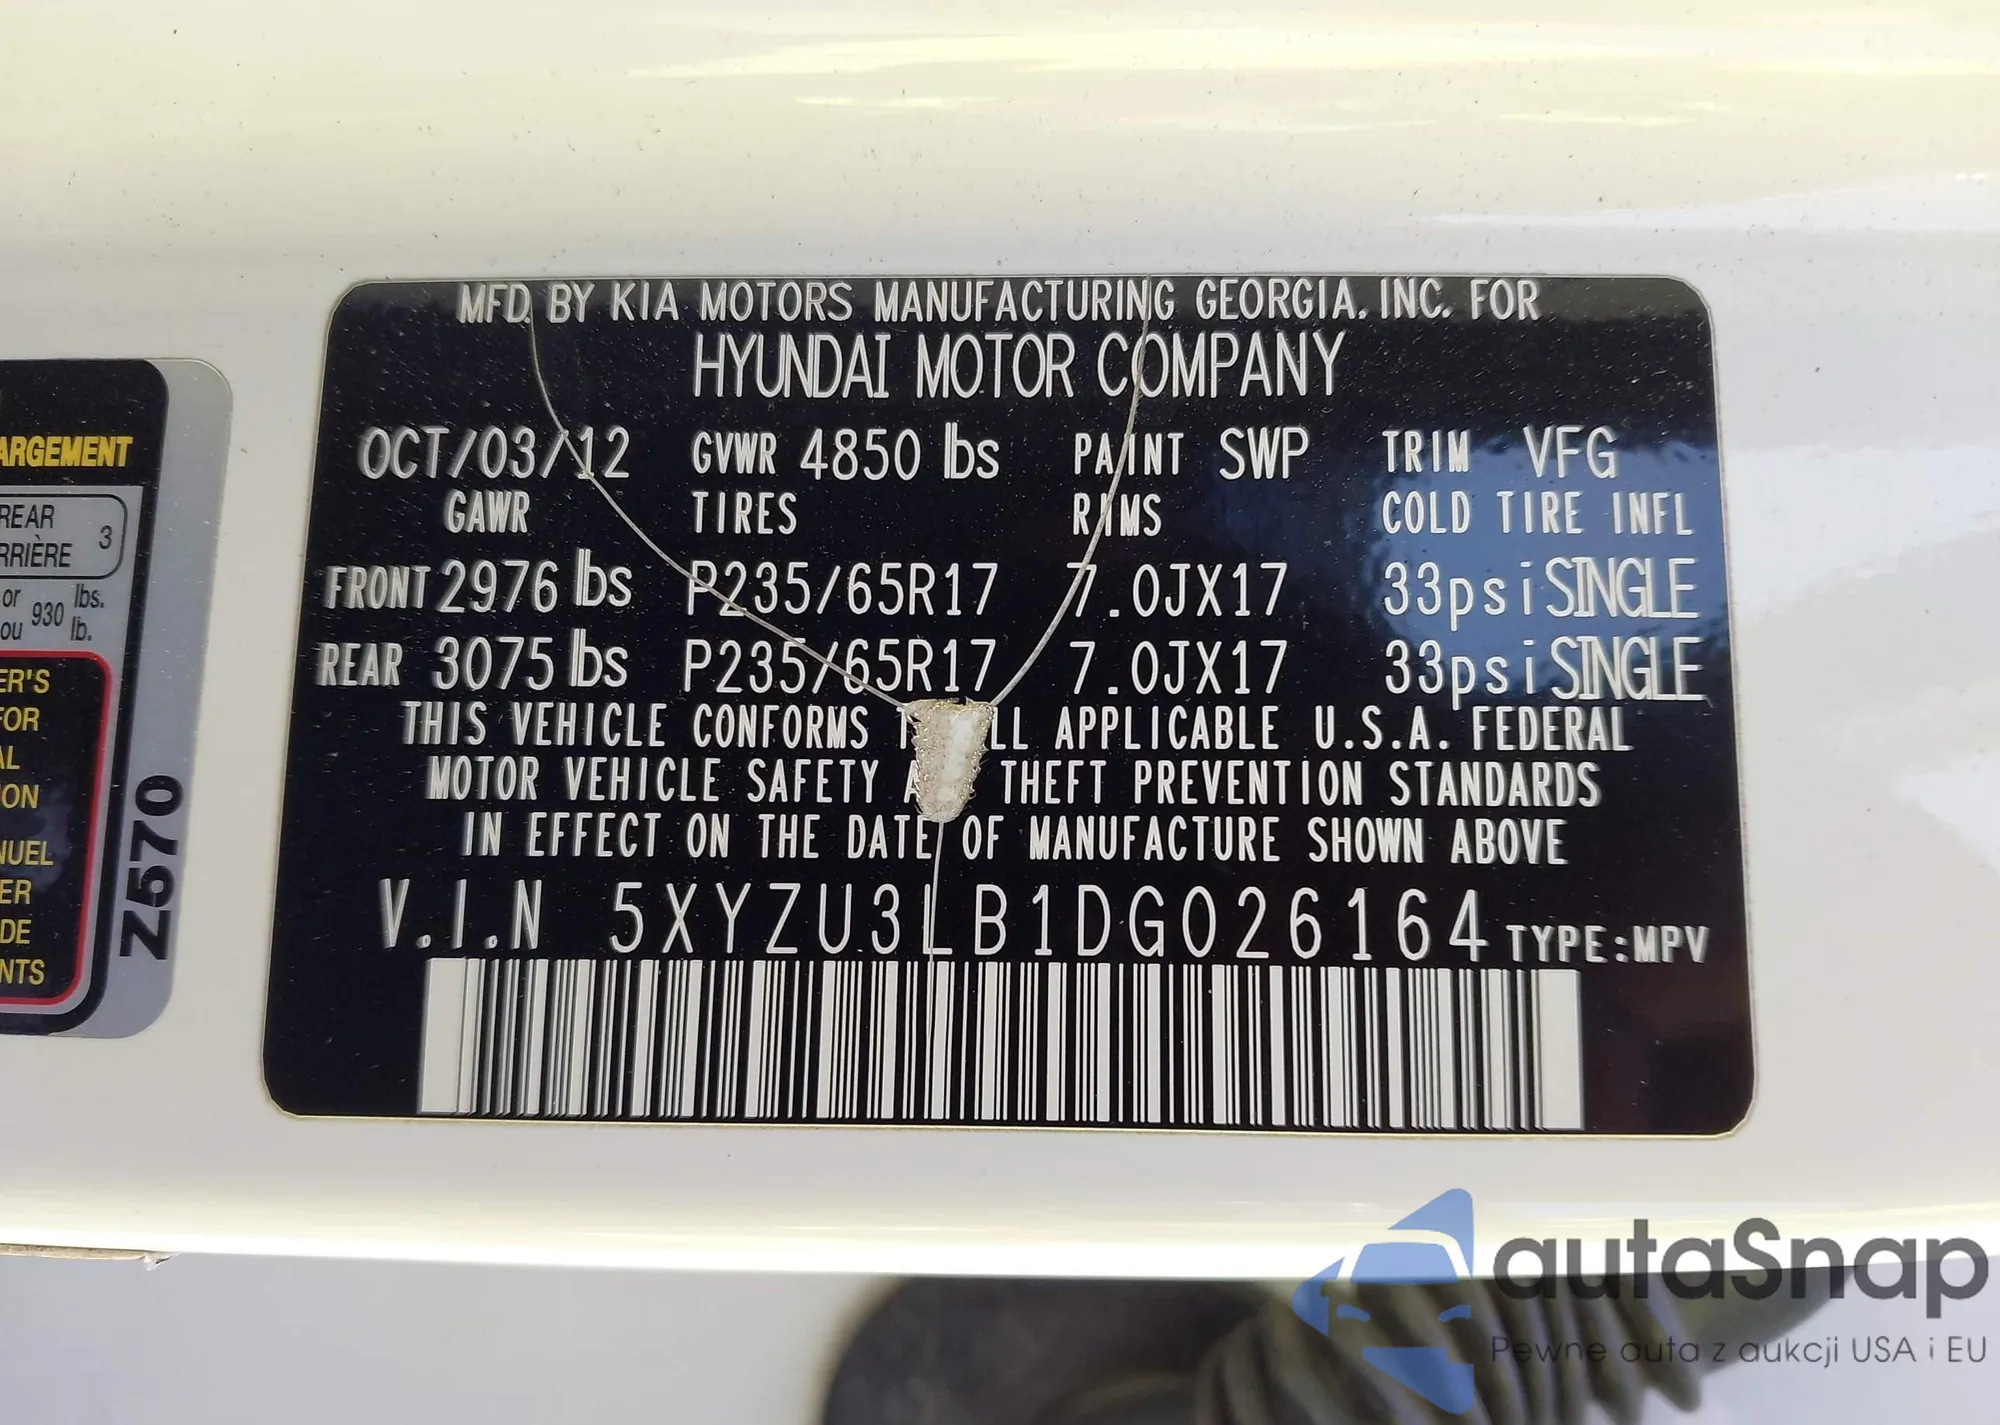 MFD BY KIA MOTORS MANUFACTURING GEORGIA. INC. FOR
HYUNDAI MOTOR COMPANY
OCT/03/12 GVWR 4850 lbs PAINT SWP TRIM VFG
GAWR TIRES RIMS COLD TIRE INFL
FRONT 2976 lbs P235/65R17 7.0JX17 33psi SINGLE
REAR 3075 lbs P235/65R17 7.0JX17 33psi SINGLE
THIS VEHICLE CONFORMS LL APPLICABLE U.S.A. FEDERAL
MOTOR VEHICLE SAFETY A THEFT PREVENTION STANDARDS
IN EFFECT ON THE DATE OF MANUFACTURE SHOWN ABOVE
V.I.N 5XYZU3LB1DG026164 TYPE:MPV
ARGEMENT
REAR 3
RRIÈRE
or 930 lbs.
ou lb.
ER'S
FOR
AL
ION
NUEL
ER
DE
NTS
Z570
autaSnap
Pewne auta z aukcji USA i EU